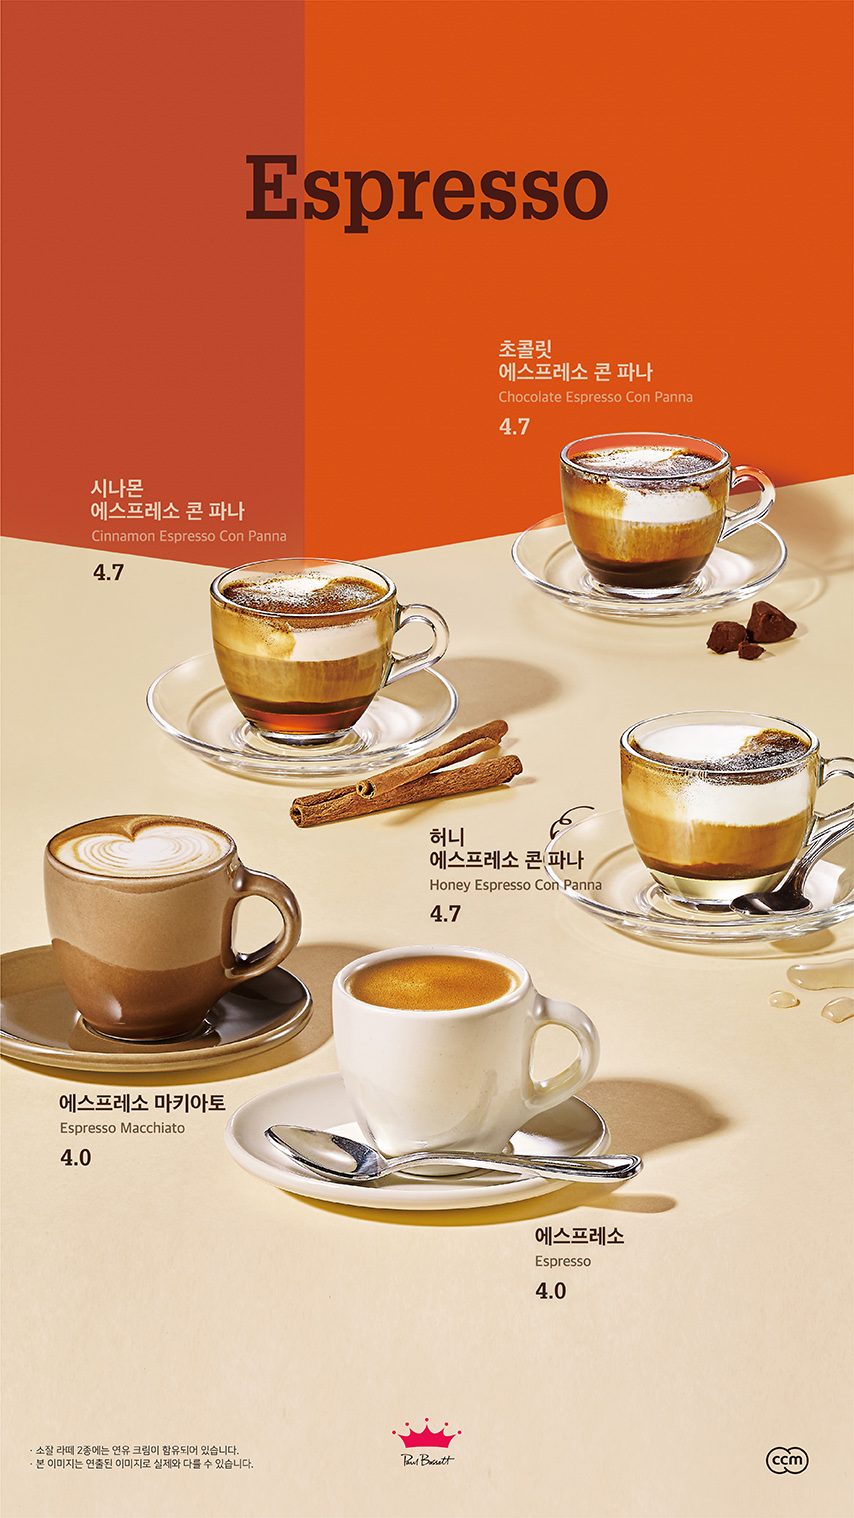 Espresso
초콜릿
에스프레소 콘 파나
Chocolate Espresso Con Panna
4.7
시나몬
에스프레소 콘 파나
Cinnamon Espresso Con Panna
4.7
허니
에스프레소 콘 파나
Honey Espresso Con Panna
4.7
에스프레소 마키아토
Espresso Macchiato
4.0
에스프레소
Espresso
4.0
· 소잘 라떼 2종에는 연유 크림이 함유되어 있습니다.
· 본 이미지는 연출된 이미지로 실제와 다를 수 있습니다.
Paul Bassett
ccm